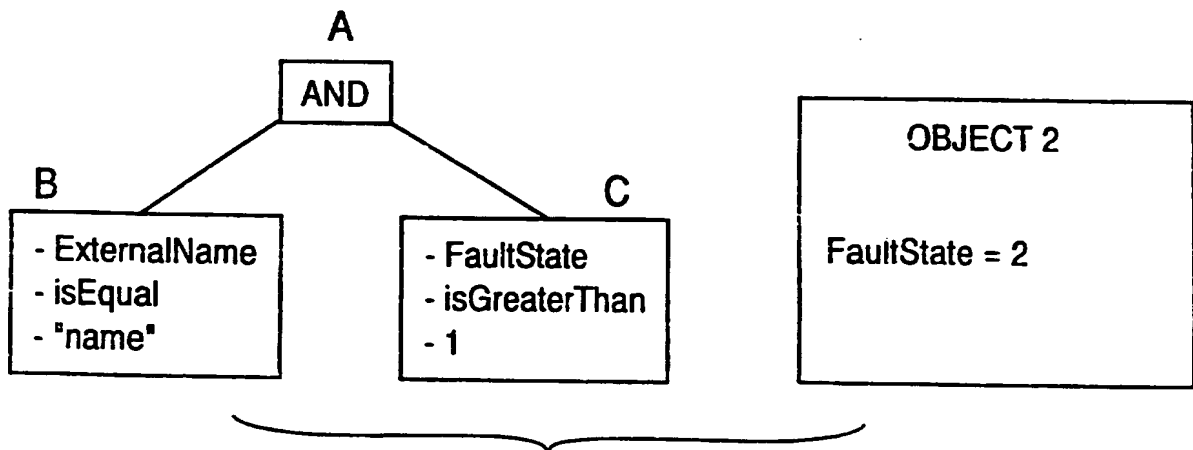 A
AND
B
- ExternalName
- isEqual
- "name"
C
- FaultState
- isGreaterThan
- 1
OBJECT 2
FaultState = 2